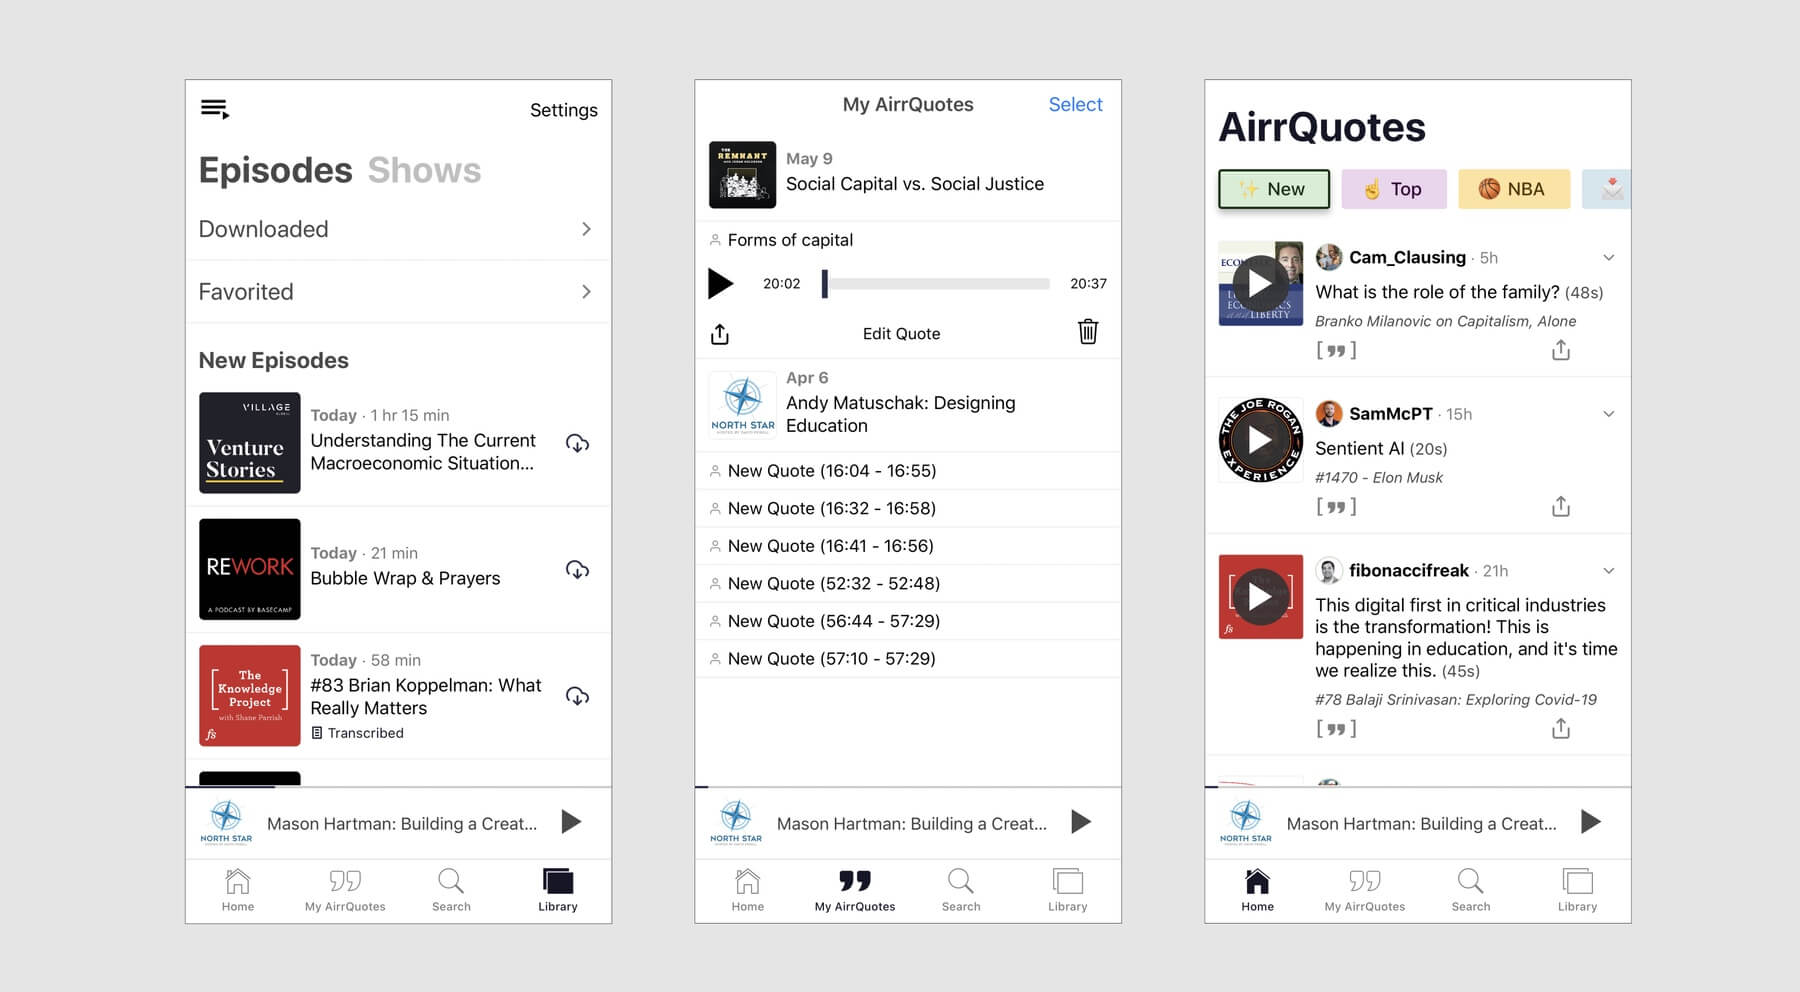 Settings
Episodes Shows
Downloaded
Favorited
New Episodes
VILLAGE
Venture
Stories
Today · 1 hr 15 min
Understanding The Current
Macroeconomic Situation...
REWORK
A PODCAST BY BASECAMP
Today · 21 min
Bubble Wrap & Prayers
The
Knowledge
Project
with Shane Parrish
fs
Today · 58 min
#83 Brian Koppelman: What
Really Matters
Transcribed
NORTH STAR
Mason Hartman: Building a Creat...
Home
My AirrQuotes
Search
Library
My AirrQuotes
Select
THE
REMNANT
May 9
Social Capital vs. Social Justice
Forms of capital
20:02
20:37
Edit Quote
NORTH STAR
Apr 6
Andy Matuschak: Designing
Education
New Quote (16:04 - 16:55)
New Quote (16:32 - 16:58)
New Quote (16:41 - 16:56)
New Quote (52:32 - 52:48)
New Quote (56:44 - 57:29)
New Quote (57:10 - 57:29)
NORTH STAR
Mason Hartman: Building a Creat...
Home
My AirrQuotes
Search
Library
AirrQuotes
New
Top
NBA
LIBERTY
Cam_Clausing · 5h
What is the role of the family? (48s)
Branko Milanovic on Capitalism, Alone
[ ❞ ]
THE JOE ROGAN
EXPERIENCE
SamMcPT · 15h
Sentient AI (20s)
#1470 - Elon Musk
[ ❞ ]
fs
fibonaccifreak · 21h
This digital first in critical industries
is the transformation! This is
happening in education, and it's time
we realize this. (45s)
#78 Balaji Srinivasan: Exploring Covid-19
[ ❞ ]
NORTH STAR
Mason Hartman: Building a Creat...
Home
My AirrQuotes
Search
Library